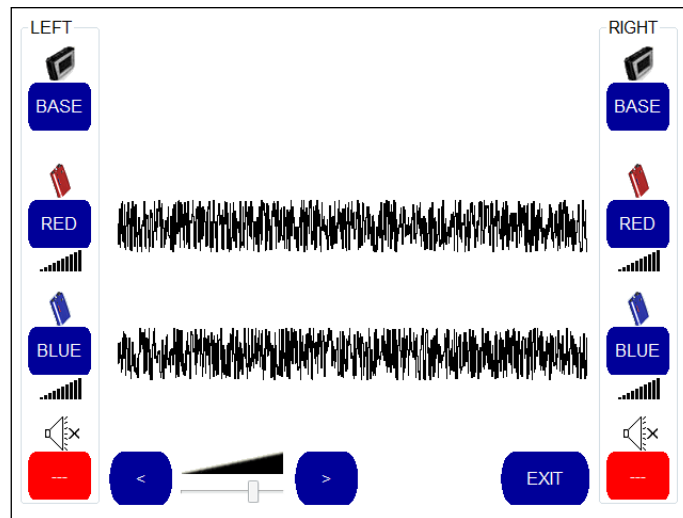 LEFT
RIGHT
BASE
BASE
RED
RED
BLUE
BLUE
---
<
>
EXIT
---